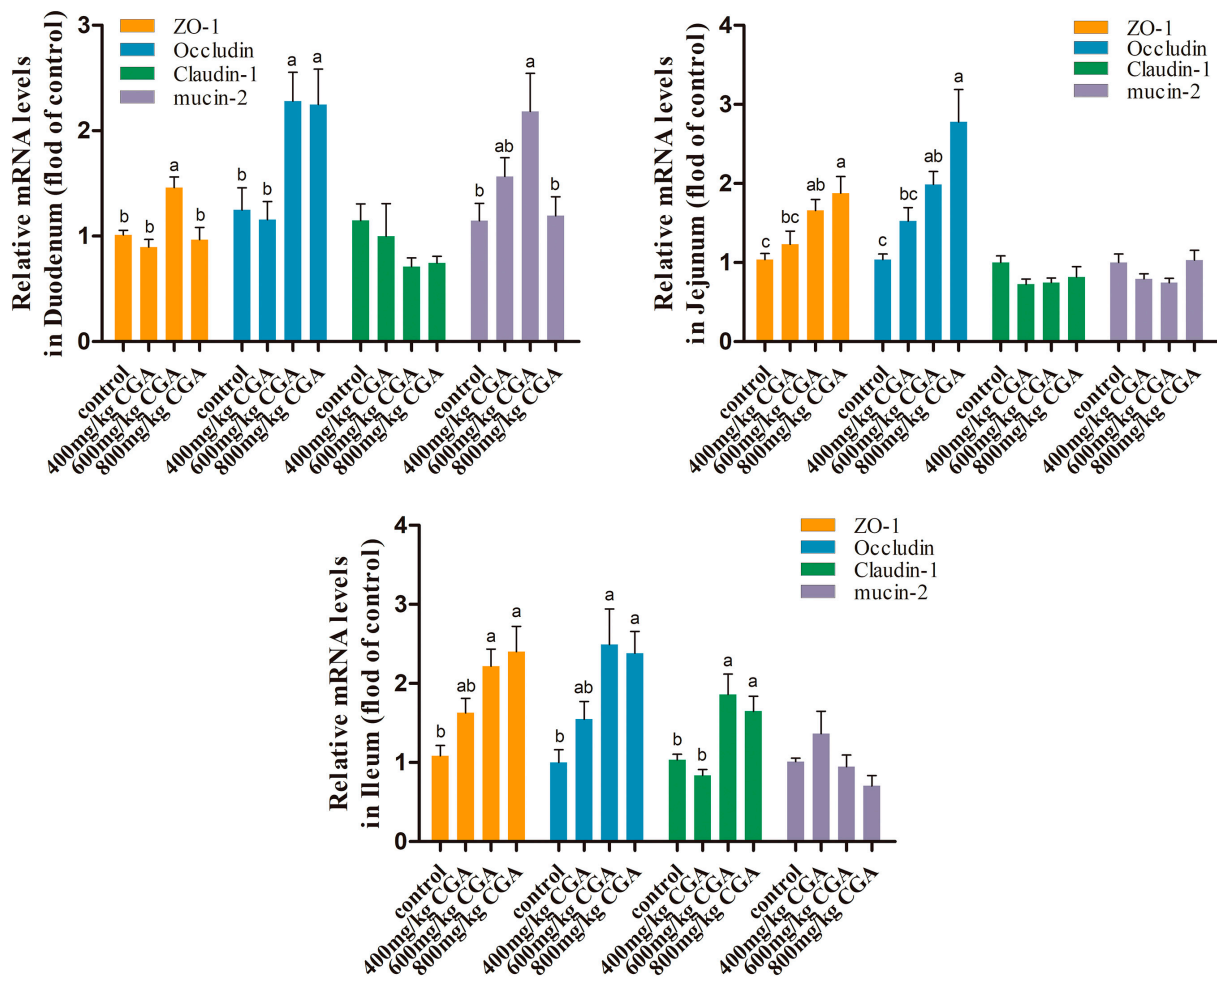 Relative mRNA levels
in Duodenum (flod of control)
3
2
1
0
ZO-1
Occludin
Claudin-1
mucin-2
b
b
a
b
b
b
a
a
b
ab
a
b
control
400mg/kg CGA
600mg/kg CGA
800mg/kg CGA
control
400mg/kg CGA
600mg/kg CGA
800mg/kg CGA
control
400mg/kg CGA
600mg/kg CGA
800mg/kg CGA
control
400mg/kg CGA
600mg/kg CGA
800mg/kg CGA
Relative mRNA levels
in Jejunum (flod of control)
4
3
2
1
0
ZO-1
Occludin
Claudin-1
mucin-2
c
bc
ab
a
c
bc
ab
a
control
400mg/kg CGA
600mg/kg CGA
800mg/kg CGA
control
400mg/kg CGA
600mg/kg CGA
800mg/kg CGA
control
400mg/kg CGA
600mg/kg CGA
800mg/kg CGA
control
400mg/kg CGA
600mg/kg CGA
800mg/kg CGA
Relative mRNA levels
in Ileum (flod of control)
4
3
2
1
0
ZO-1
Occludin
Claudin-1
mucin-2
b
ab
a
a
b
ab
a
a
b
b
a
a
control
400mg/kg CGA
600mg/kg CGA
800mg/kg CGA
control
400mg/kg CGA
600mg/kg CGA
800mg/kg CGA
control
400mg/kg CGA
600mg/kg CGA
800mg/kg CGA
control
400mg/kg CGA
600mg/kg CGA
800mg/kg CGA